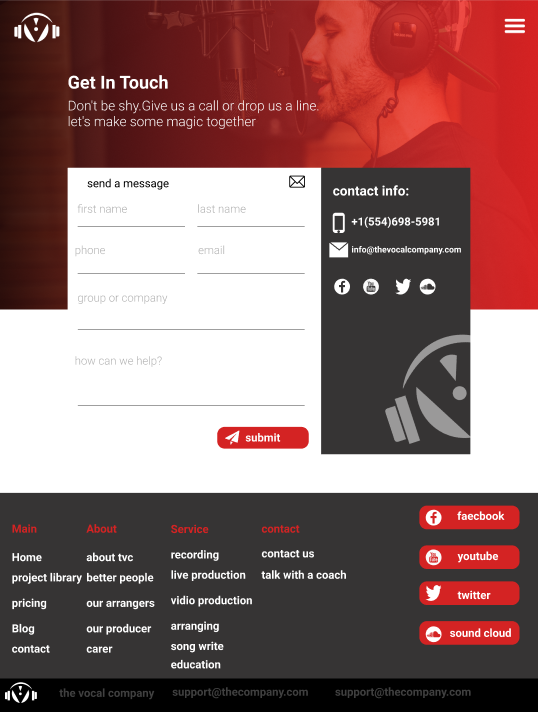 Get In Touch
Don't be shy.Give us a call or drop us a line.
let's make some magic together
send a message
first name
last name
phone
email
group or company
how can we help?
submit
contact info:
+1(554)698-5981
info@thevocalcompany.com
Main
Home
project library
pricing
Blog
contact
About
about tvc
better people
our arrangers
our producer
carer
Service
recording
live production
vidio production
arranging
song write
education
contact
contact us
talk with a coach
faecbook
youtube
twitter
sound cloud
the vocal company
support@thecompany.com
support@thecompany.com